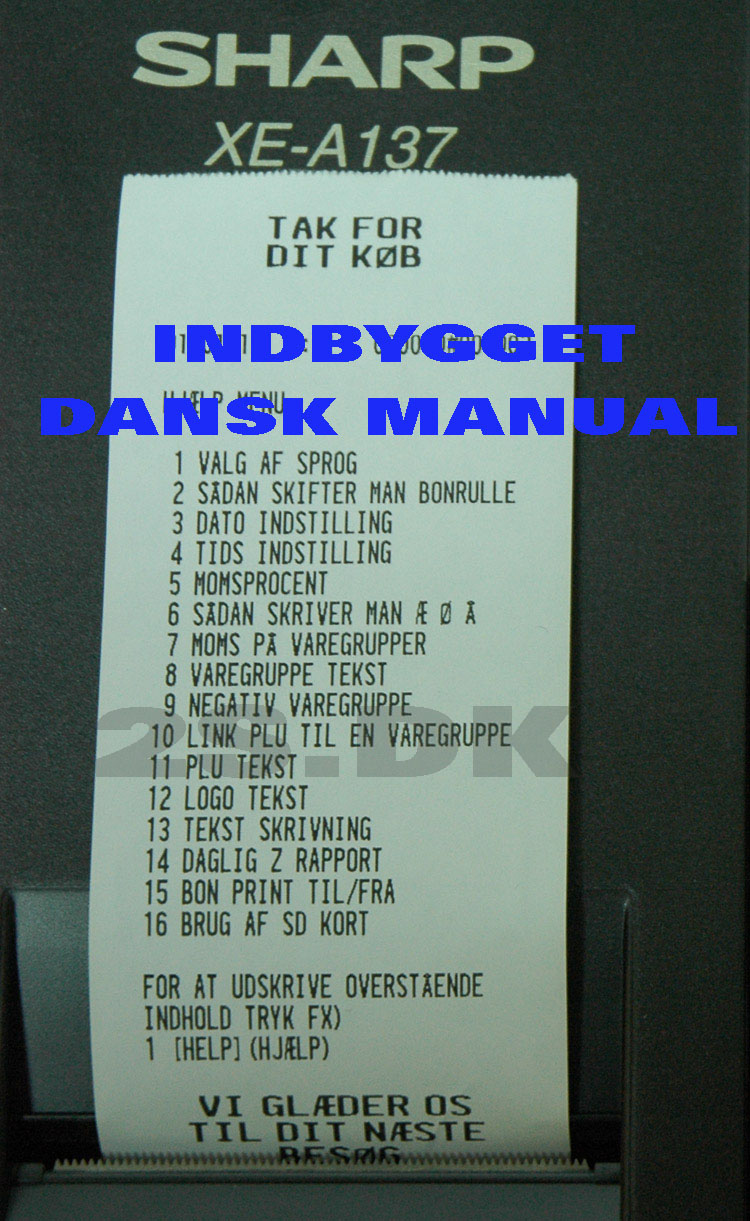 SHARP
XE-A137
TAK FOR
DIT KØB
INDBYGGET
HJÆLP MENU
DANSK MANUAL
1 VALG AF SPROG
2 SÅDAN SKIFTER MAN BONRULLE
3 DATO INDSTILLING
4 TIDS INDSTILLING
5 MOMSPROCENT
6 SÅDAN SKRIVER MAN Æ Ø Å
7 MOMS PÅ VAREGRUPPER
8 VAREGRUPPE TEKST
9 NEGATIV VAREGRUPPE
10 LINK PLU TIL EN VAREGRUPPE
2S.DK
11 PLU TEKST
12 LOGO TEKST
13 TEKST SKRIVNING
14 DAGLIG Z RAPPORT
15 BON PRINT TIL/FRA
16 BRUG AF SD KORT
FOR AT UDSKRIVE OVERSTÅENDE
INDHOLD TRYK FX)
1 [HELP] (HJÆLP)
VI GLÆDER OS
TIL DIT NÆSTE
BESØG